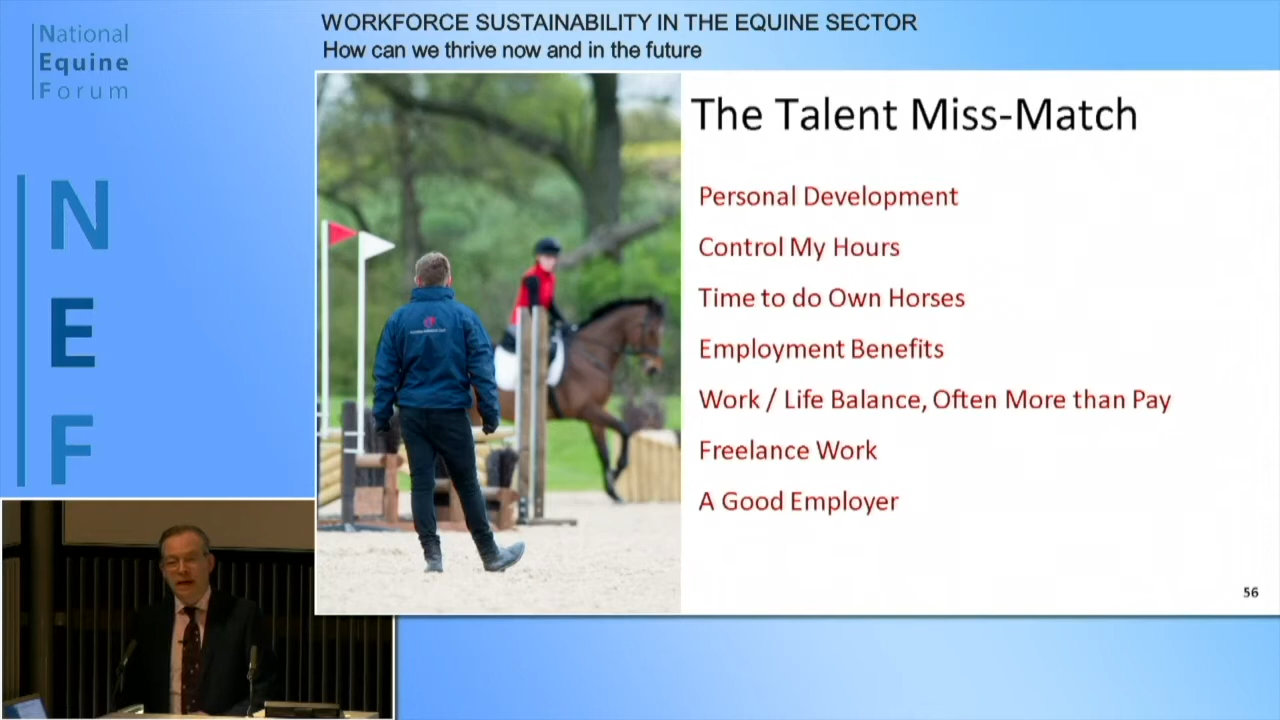 National
Equine
Forum
WORKFORCE SUSTAINABILITY IN THE EQUINE SECTOR
How can we thrive now and in the future
N
E
F
The Talent Miss-Match
Personal Development
Control My Hours
Time to do Own Horses
Employment Benefits
Work / Life Balance, Often More than Pay
Freelance Work
A Good Employer
56